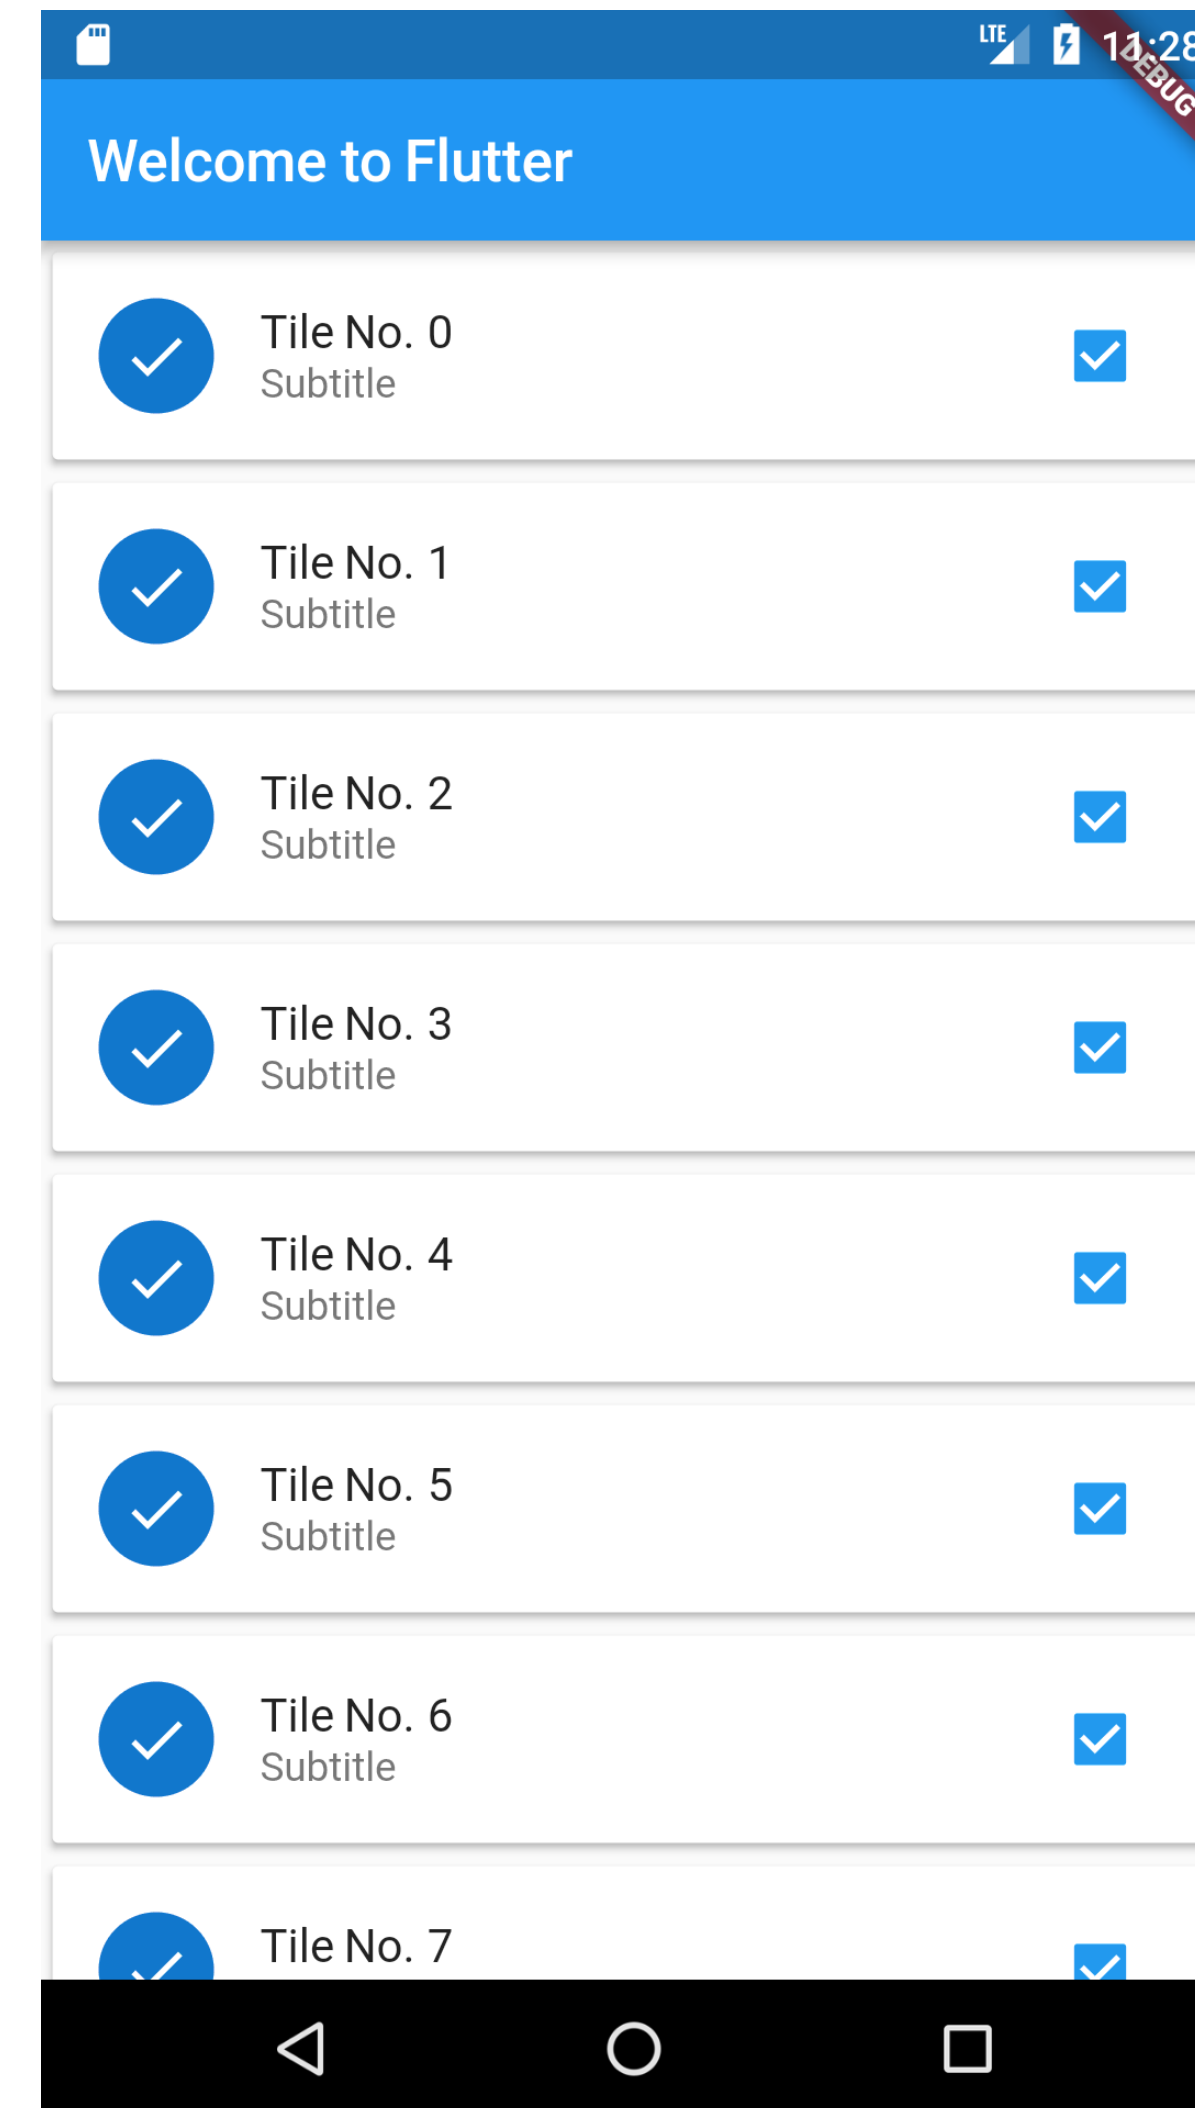 LTE 11:28
DEBUG
Welcome to Flutter
Tile No. 0
Subtitle
Tile No. 1
Subtitle
Tile No. 2
Subtitle
Tile No. 3
Subtitle
Tile No. 4
Subtitle
Tile No. 5
Subtitle
Tile No. 6
Subtitle
Tile No. 7